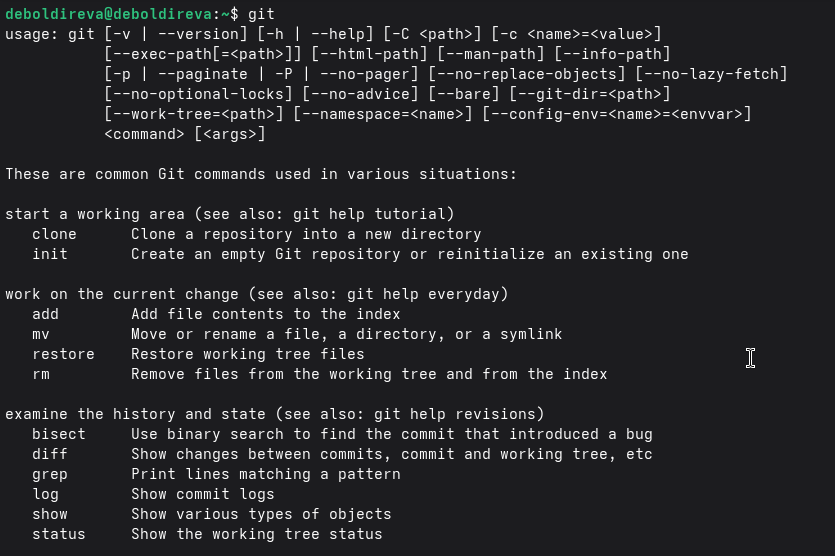 deboldireva@deboldireva:~$ git
usage: git [-v | --version] [-h | --help] [-C <path>] [-c <name>=<value>]
           [--exec-path[=<path>]] [--html-path] [--man-path] [--info-path]
           [-p | --paginate | -P | --no-pager] [--no-replace-objects] [--no-lazy-fetch]
           [--no-optional-locks] [--no-advice] [--bare] [--git-dir=<path>]
           [--work-tree=<path>] [--namespace=<name>] [--config-env=<name>=<envvar>]
           <command> [<args>]

These are common Git commands used in various situations:

start a working area (see also: git help tutorial)
   clone      Clone a repository into a new directory
   init       Create an empty Git repository or reinitialize an existing one

work on the current change (see also: git help everyday)
   add        Add file contents to the index
   mv         Move or rename a file, a directory, or a symlink
   restore    Restore working tree files
   rm         Remove files from the working tree and from the index

examine the history and state (see also: git help revisions)
   bisect     Use binary search to find the commit that introduced a bug
   diff       Show changes between commits, commit and working tree, etc
   grep       Print lines matching a pattern
   log        Show commit logs
   show       Show various types of objects
   status     Show the working tree status